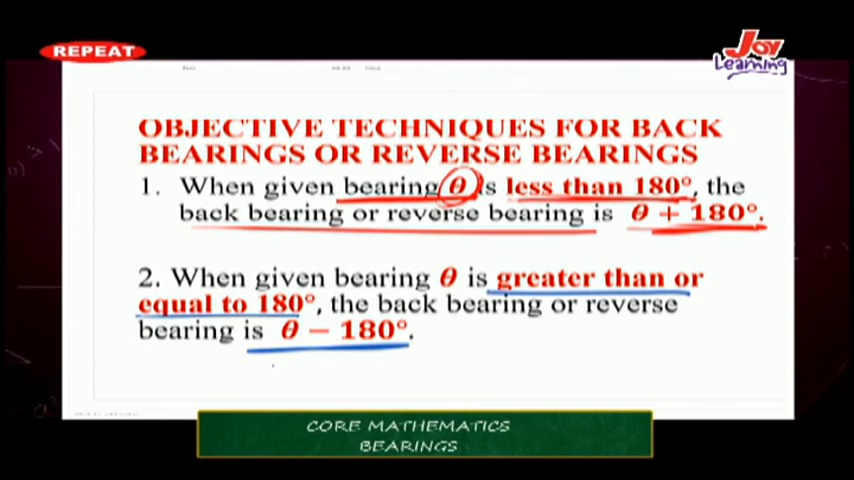 REPEAT
Joy
Learning
OBJECTIVE TECHNIQUES FOR BACK
BEARINGS OR REVERSE BEARINGS
1. When given bearing θ is less than 180°, the
back bearing or reverse bearing is θ + 180°.
2. When given bearing θ is greater than or
equal to 180°, the back bearing or reverse
bearing is θ − 180°.
CORE MATHEMATICS
BEARINGS